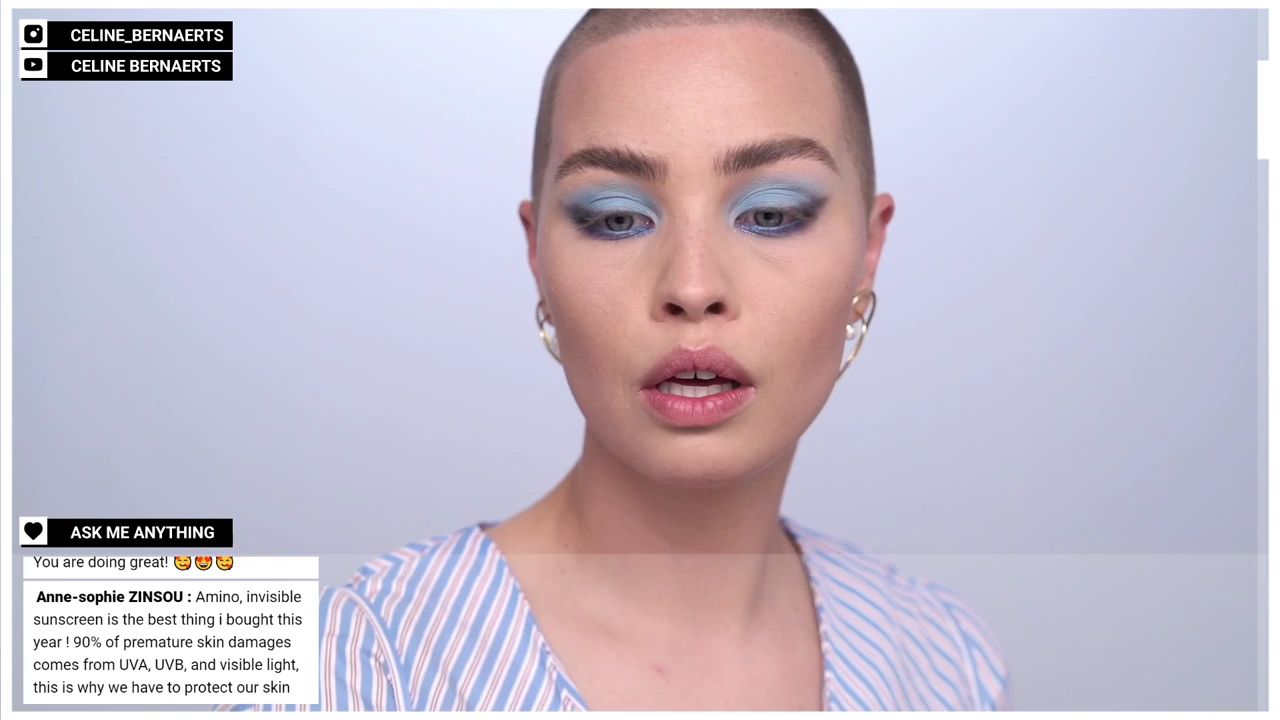 CELINE_BERNAERTS
CELINE BERNAERTS
ASK ME ANYTHING
You are doing great! 🥰😍🥰
Anne-sophie ZINSOU : Amino, invisible
sunscreen is the best thing i bought this
year ! 90% of premature skin damages
comes from UVA, UVB, and visible light,
this is why we have to protect our skin